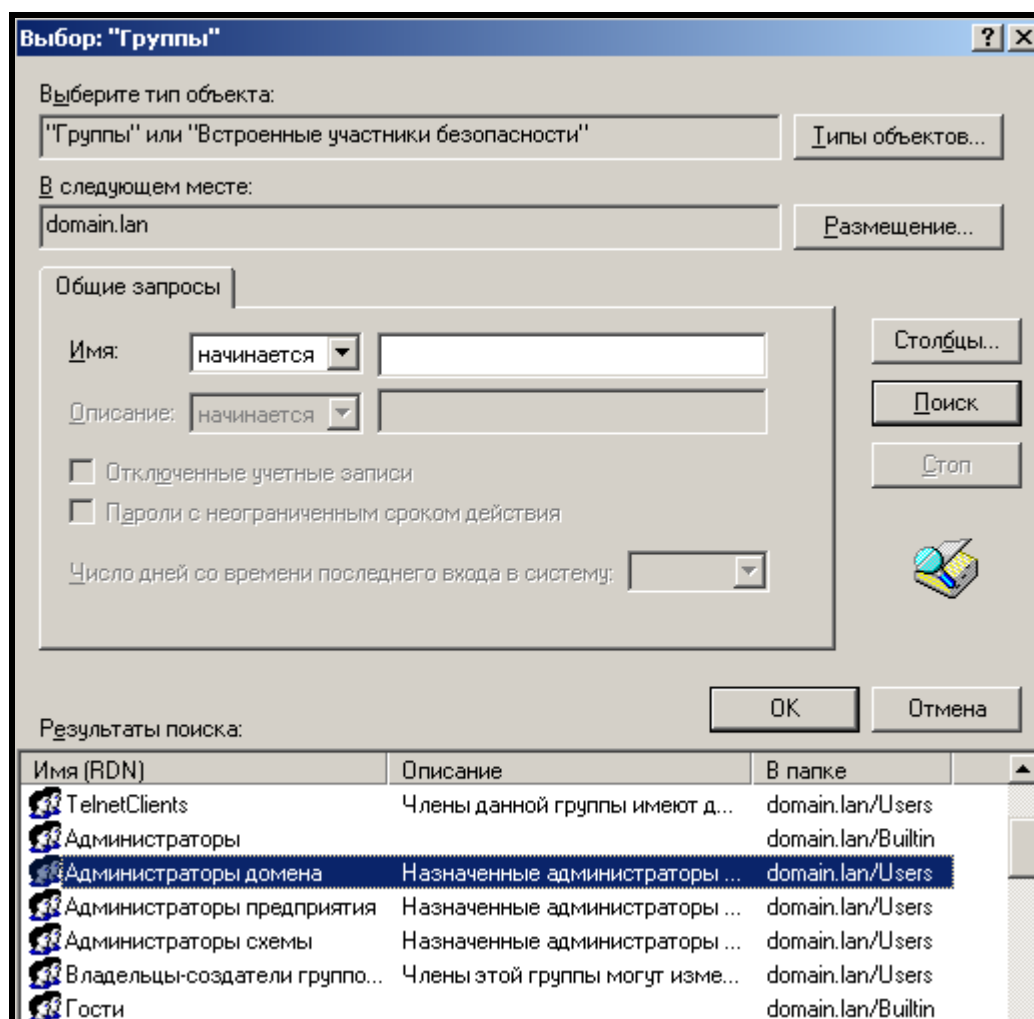 Выбор: "Группы"
Выберите тип объекта:
"Группы" или "Встроенные участники безопасности"
Типы объектов...
В следующем месте:
domain.lan
Размещение...
Общие запросы
Имя:
начинается
Столбцы...
Описание:
начинается
Поиск
Отключенные учетные записи
Стоп
Пароли с неограниченным сроком действия
Число дней со времени последнего входа в систему:
OK
Отмена
Результаты поиска:
Имя (RDN) Описание В папке
TelnetClients Члены данной группы имеют д... domain.lan/Users
Администраторы domain.lan/Builtin
Администраторы домена Назначенные администраторы ... domain.lan/Users
Администраторы предприятия Назначенные администраторы ... domain.lan/Users
Администраторы схемы Назначенные администраторы ... domain.lan/Users
Владельцы-создатели группо... Члены этой группы могут изме... domain.lan/Users
Гости domain.lan/Builtin